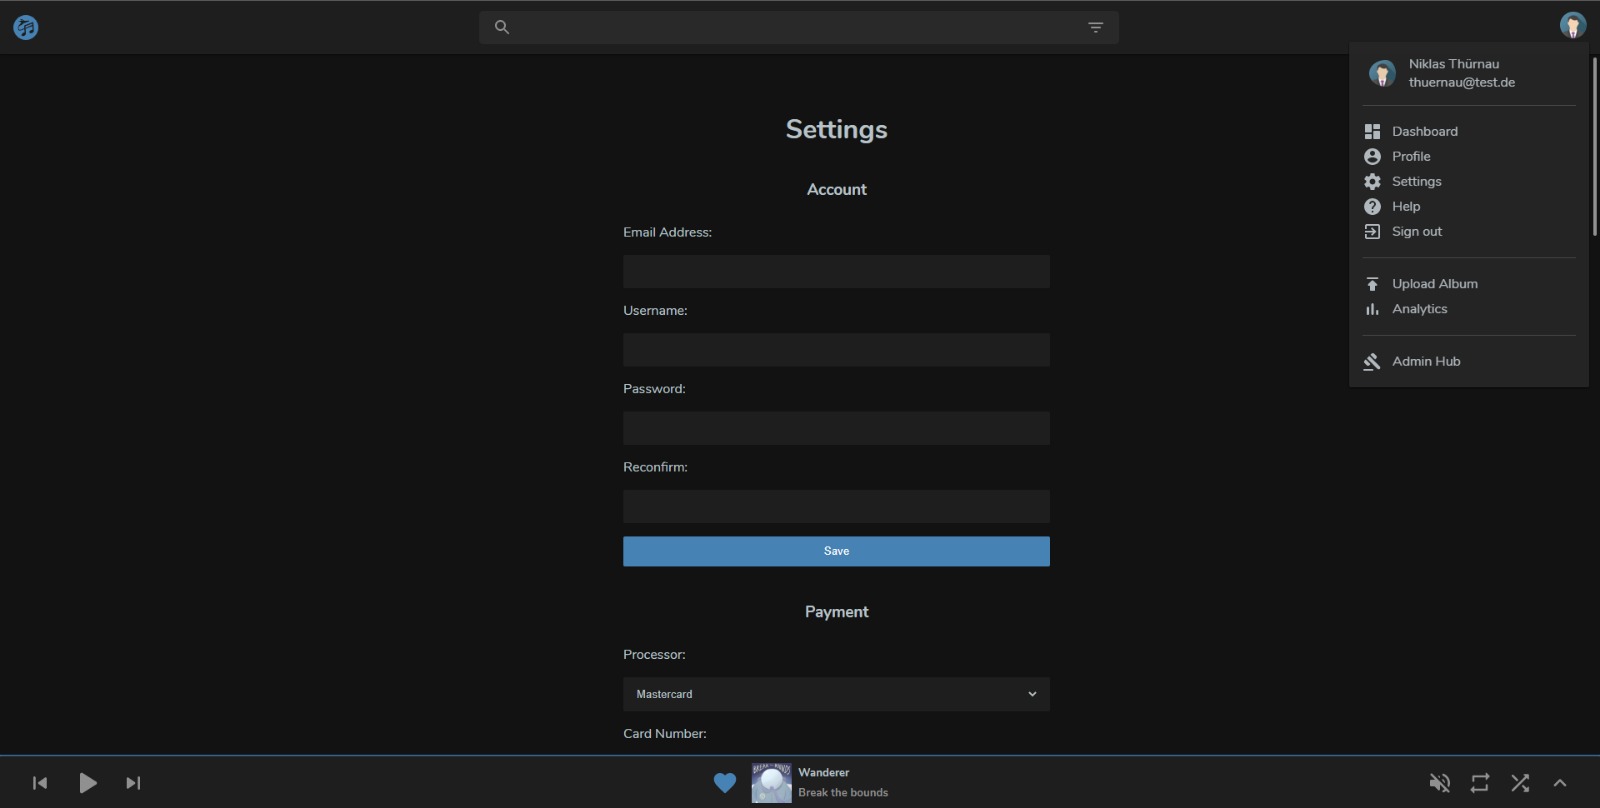 Niklas Thürnau
thuernau@test.de
Dashboard
Profile
Settings
Help
Sign out
Upload Album
Analytics
Admin Hub
Settings
Account
Email Address:
Username:
Password:
Reconfirm:
Save
Payment
Processor:
Mastercard
Card Number:
Wanderer
Break the bounds